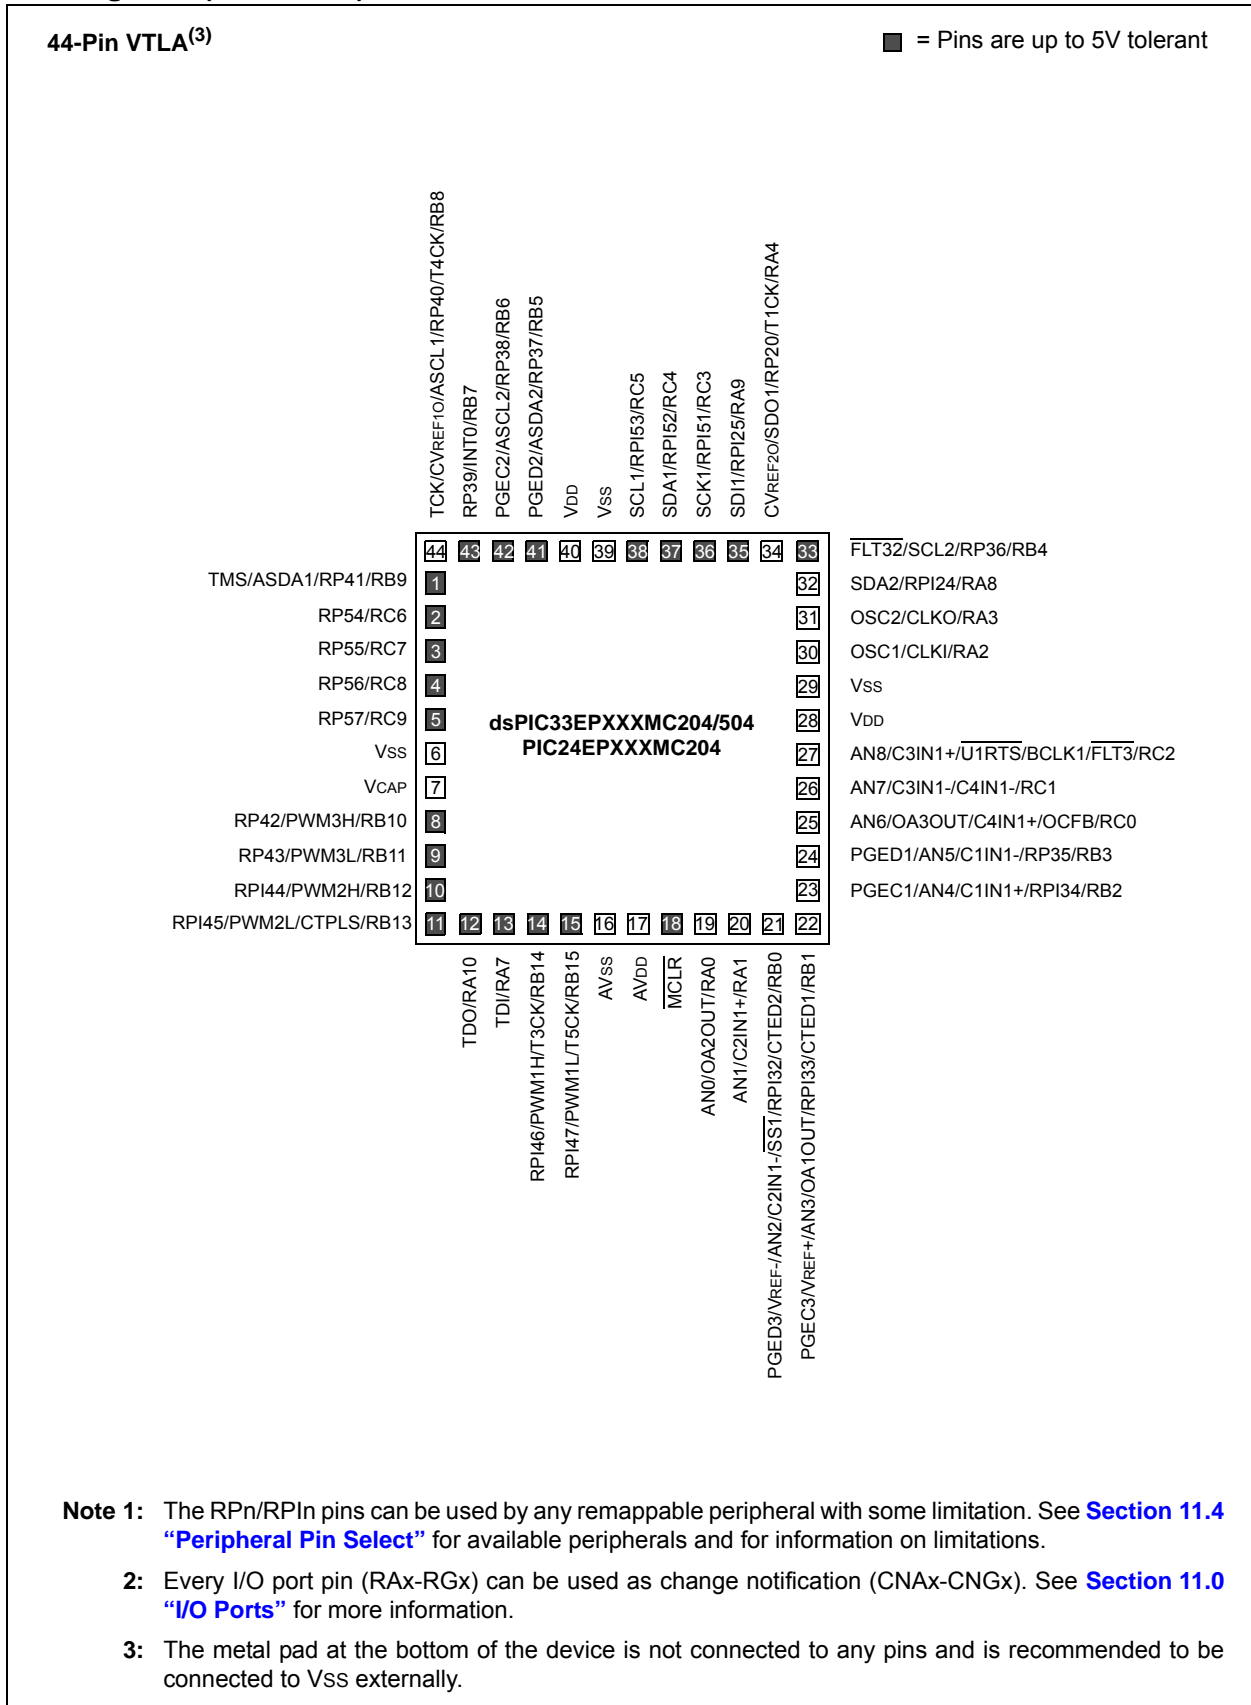 44-Pin VTLA(3)
= Pins are up to 5V tolerant
TCK/CVREF1O/ASCL1/RP40/T4CK/RB8
RP39/INT0/RB7
PGEC2/ASCL2/RP38/RB6
PGED2/ASDA2/RP37/RB5
VDD
VSS
SCL1/RPI53/RC5
SDA1/RPI52/RC4
SCK1/RPI51/RC3
SDI1/RPI25/RA9
CVREF2O/SDO1/RP20/T1CK/RA4
44 43 42 41 40 39 38 37 36 35 34 33 FLT32/SCL2/RP36/RB4
TMS/ASDA1/RP41/RB9 1 32 SDA2/RPI24/RA8
RP54/RC6 2 31 OSC2/CLKO/RA3
RP55/RC7 3 30 OSC1/CLKI/RA2
RP56/RC8 4 29 VSS
RP57/RC9 5 dsPIC33EPXXXMC204/504 28 VDD
VSS 6 PIC24EPXXXMC204 27 AN8/C3IN1+/U1RTS/BCLK1/FLT3/RC2
VCAP 7 26 AN7/C3IN1-/C4IN1-/RC1
RP42/PWM3H/RB10 8 25 AN6/OA3OUT/C4IN1+/OCFB/RC0
RP43/PWM3L/RB11 9 24 PGED1/AN5/C1IN1-/RP35/RB3
RPI44/PWM2H/RB12 10 23 PGEC1/AN4/C1IN1+/RPI34/RB2
RPI45/PWM2L/CTPLS/RB13 11 12 13 14 15 16 17 18 19 20 21 22
TDO/RA10
TDI/RA7
RPI46/PWM1H/T3CK/RB14
RPI47/PWM1L/T5CK/RB15
AVSS
AVDD
MCLR
AN0/OA2OUT/RA0
AN1/C2IN1+/RA1
PGED3/VREF-/AN2/C2IN1-/SS1/RPI32/CTED2/RB0
PGEC3/VREF+/AN3/OA1OUT/RPI33/CTED1/RB1
Note 1: The RPn/RPIn pins can be used by any remappable peripheral with some limitation. See Section 11.4
“Peripheral Pin Select” for available peripherals and for information on limitations.
2: Every I/O port pin (RAx-RGx) can be used as change notification (CNAx-CNGx). See Section 11.0
“I/O Ports” for more information.
3: The metal pad at the bottom of the device is not connected to any pins and is recommended to be
connected to VSS externally.